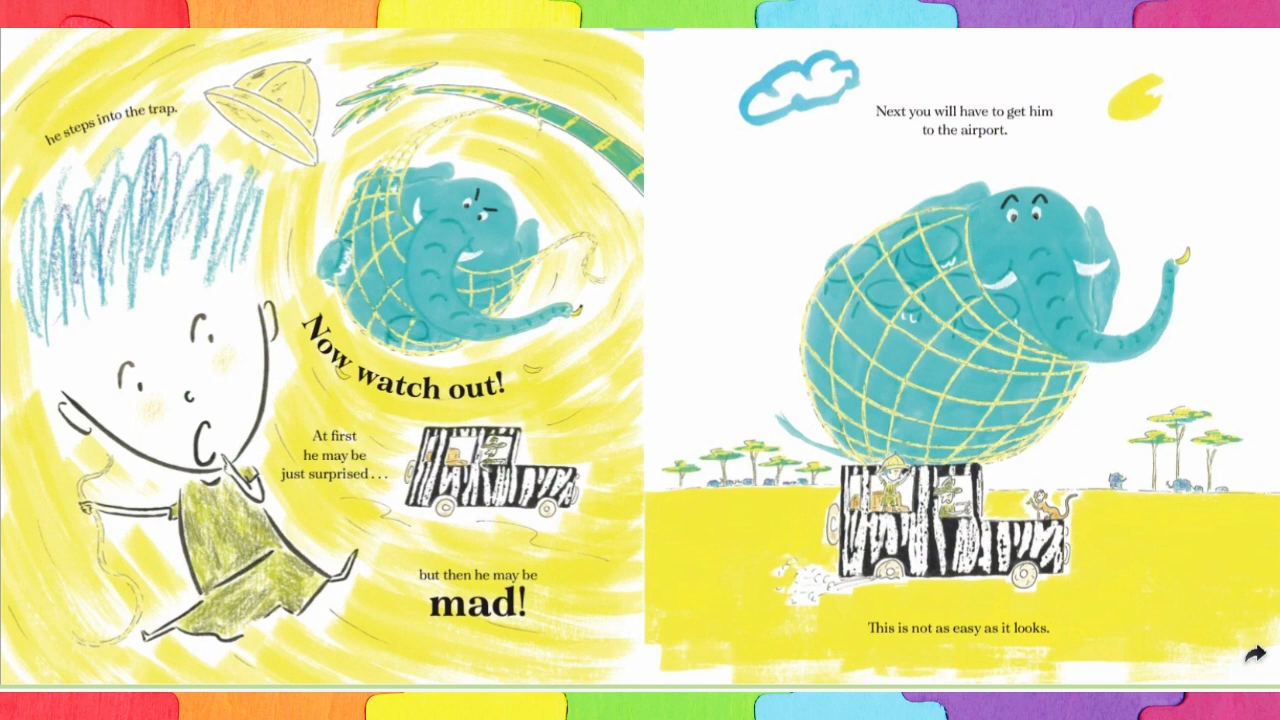 he steps into the trap.
Now watch out!
At first
he may be
just surprised . . .
but then he may be
mad!
Next you will have to get him
to the airport.
This is not as easy as it looks.